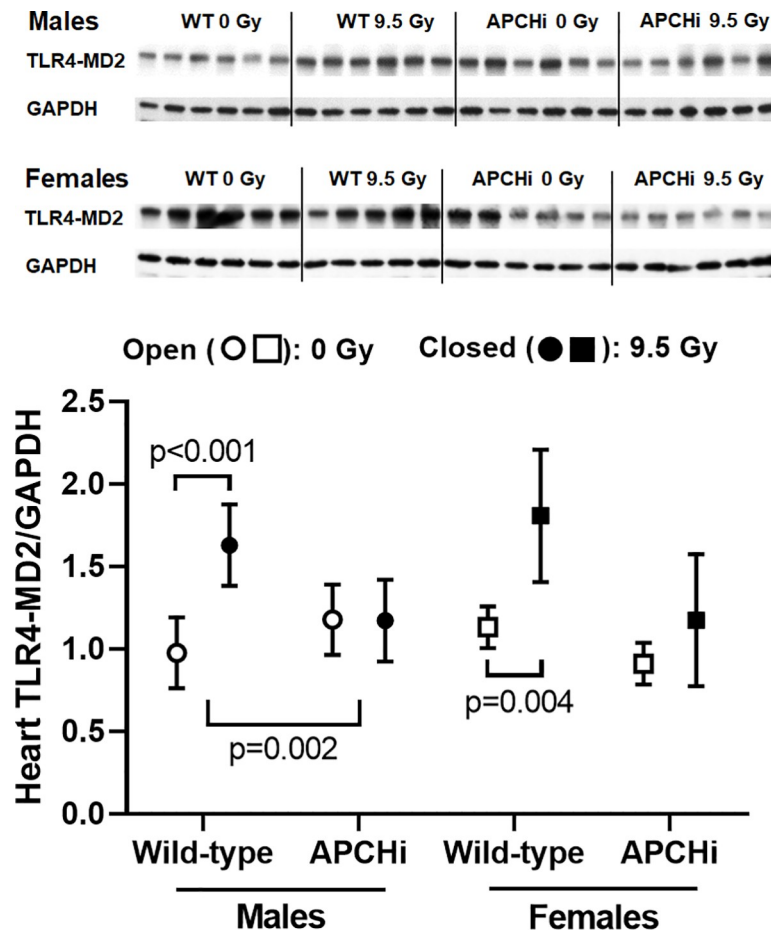 Males WT 0 Gy WT 9.5 Gy APCHi 0 Gy APCHi 9.5 Gy
TLR4-MD2
GAPDH
Females WT 0 Gy WT 9.5 Gy APCHi 0 Gy APCHi 9.5 Gy
TLR4-MD2
GAPDH
Open (○ □): 0 Gy Closed (● ■): 9.5 Gy
Heart TLR4-MD2/GAPDH
2.5
2.0
1.5
1.0
0.5
0.0
p<0.001
p=0.002
p=0.004
Wild-type APCHi Wild-type APCHi
Males Females